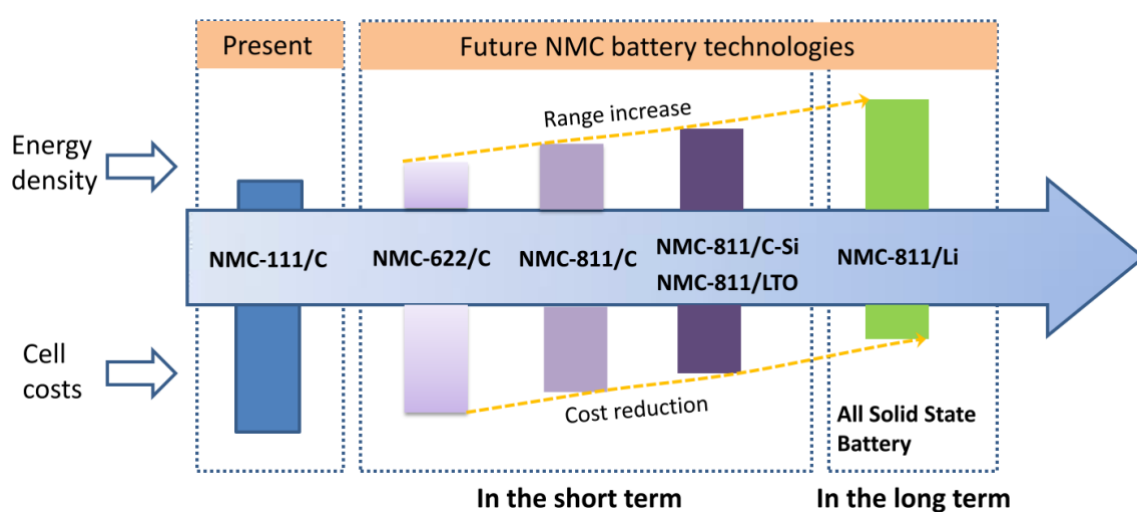 Present
Future NMC battery technologies
Range increase
Energy
density
NMC-111/C
NMC-622/C
NMC-811/C
NMC-811/C-Si
NMC-811/LTO
NMC-811/Li
Cell
costs
Cost reduction
All Solid State
Battery
In the short term
In the long term